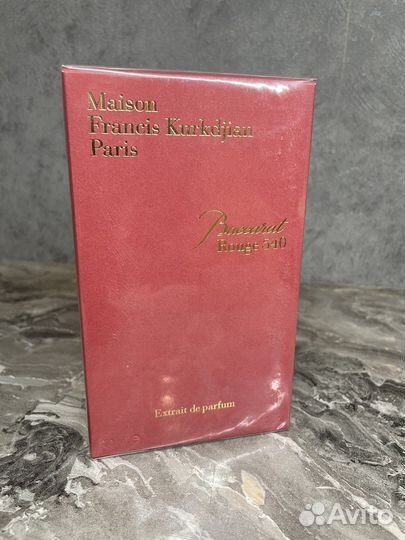 Maison
Francis Kurkdjian
Paris
Baccarat
Rouge 540
Extrait de parfum
Avito